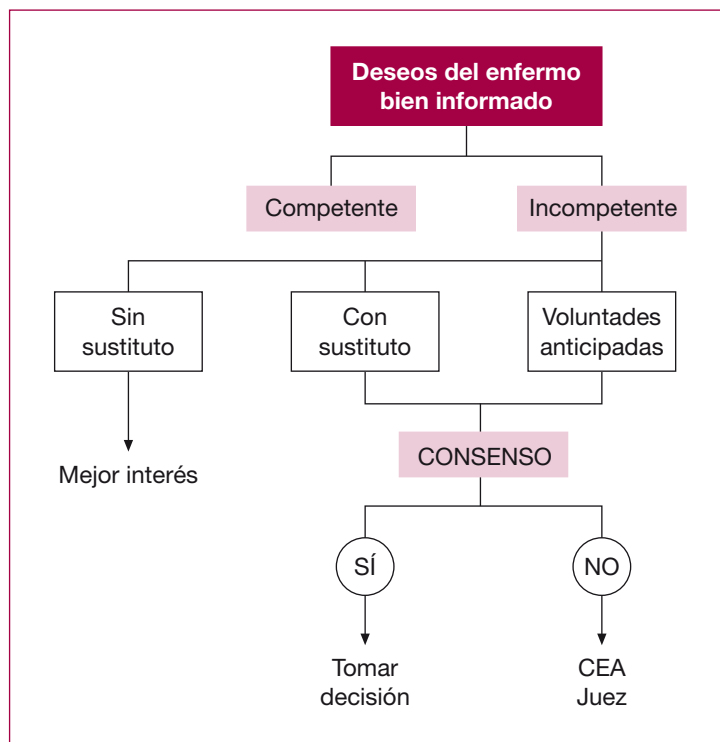 Deseos del enfermo
bien informado
Competente
Incompetente
Sin
sustituto
Con
sustituto
Voluntades
anticipadas
Mejor interés
CONSENSO
SÍ
NO
Tomar
decisión
CEA
Juez